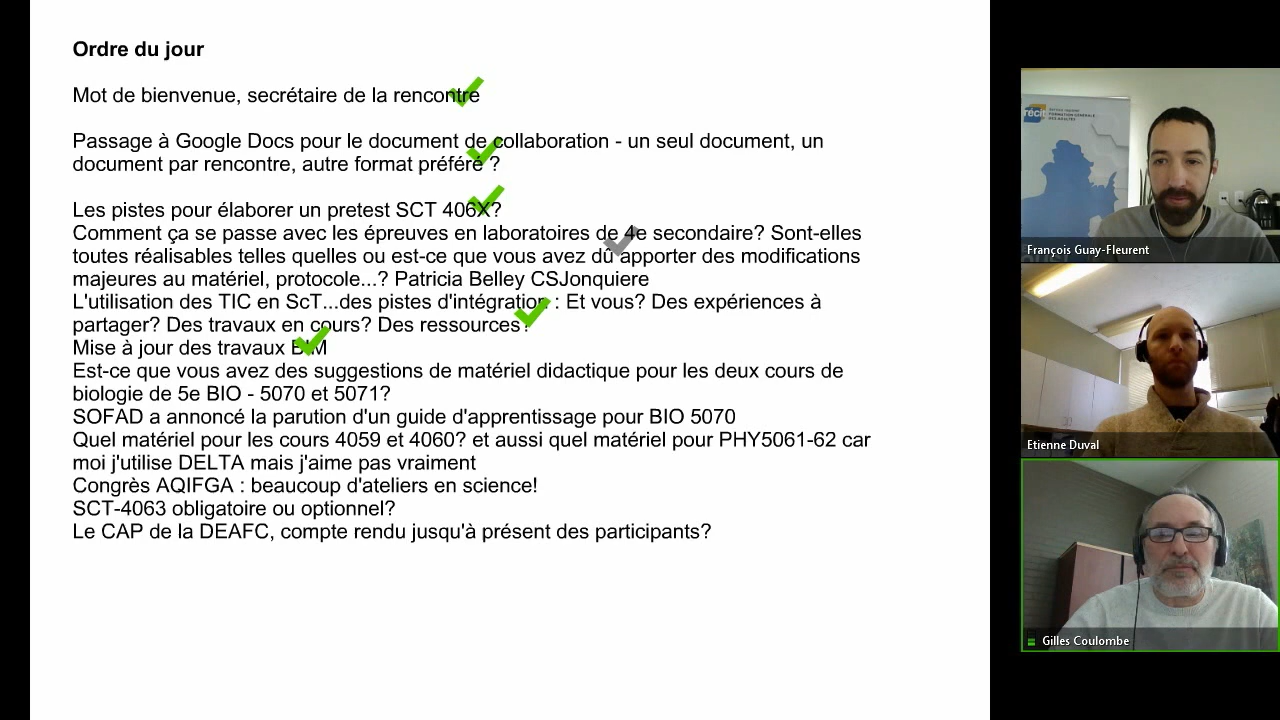 Ordre du jour
Mot de bienvenue, secrétaire de la rencontre
Passage à Google Docs pour le document de collaboration - un seul document, un
document par rencontre, autre format préféré ?
Les pistes pour élaborer un pretest SCT 406X?
Comment ça se passe avec les épreuves en laboratoires de 4e secondaire? Sont-elles
toutes réalisables telles quelles ou est-ce que vous avez dû apporter des modifications
majeures au matériel, protocole...? Patricia Belley CSJonquiere
L'utilisation des TIC en ScT...des pistes d'intégration : Et vous? Des expériences à
partager? Des travaux en cours? Des ressources?
Mise à jour des travaux BIM
Est-ce que vous avez des suggestions de matériel didactique pour les deux cours de
biologie de 5e BIO - 5070 et 5071?
SOFAD a annoncé la parution d'un guide d'apprentissage pour BIO 5070
Quel matériel pour les cours 4059 et 4060? et aussi quel matériel pour PHY5061-62 car
moi j'utilise DELTA mais j'aime pas vraiment
Congrès AQIFGA : beaucoup d'ateliers en science!
SCT-4063 obligatoire ou optionnel?
Le CAP de la DEAFC, compte rendu jusqu'à présent des participants?
récit
FORMATION GÉNÉRALE
DES ADULTES
François Guay-Fleurent
Etienne Duval
Gilles Coulombe